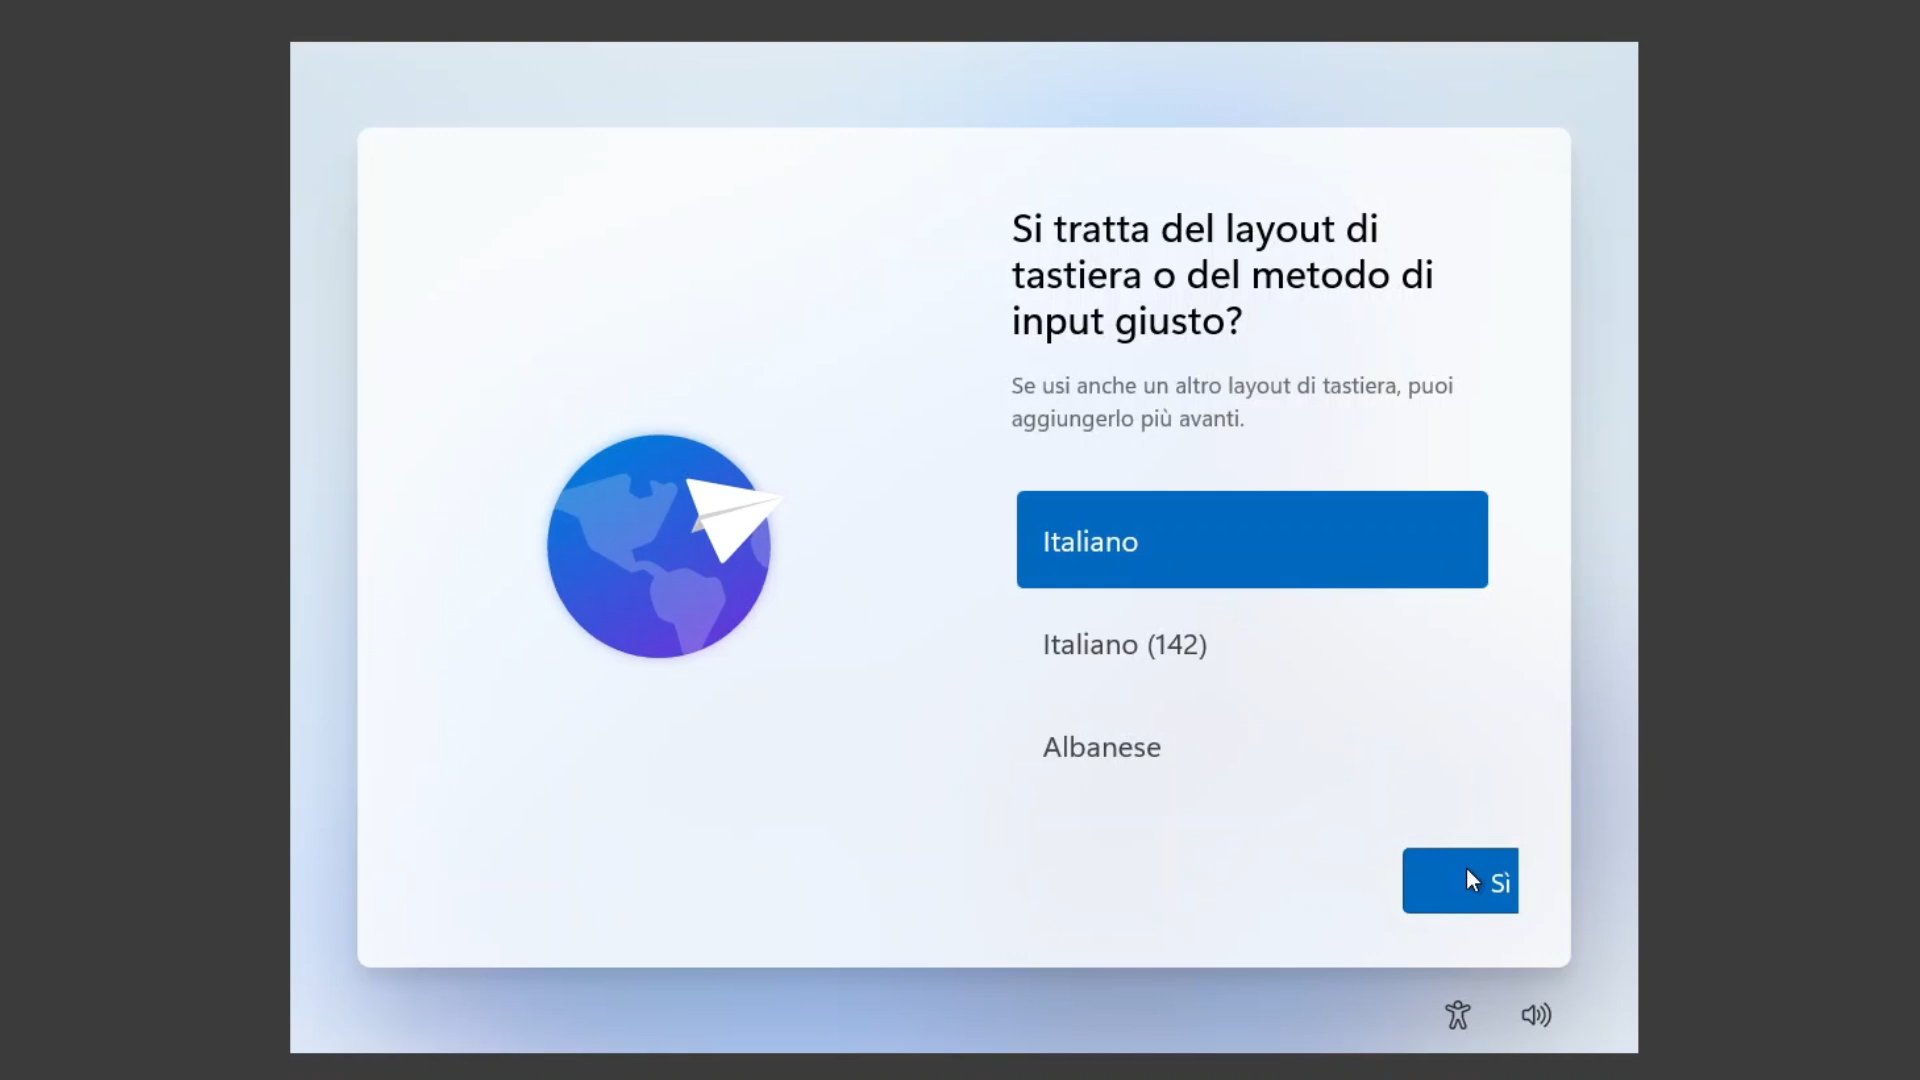 Si tratta del layout di
tastiera o del metodo di
input giusto?
Se usi anche un altro layout di tastiera, puoi
aggiungerlo più avanti.
Italiano
Italiano (142)
Albanese
Sì